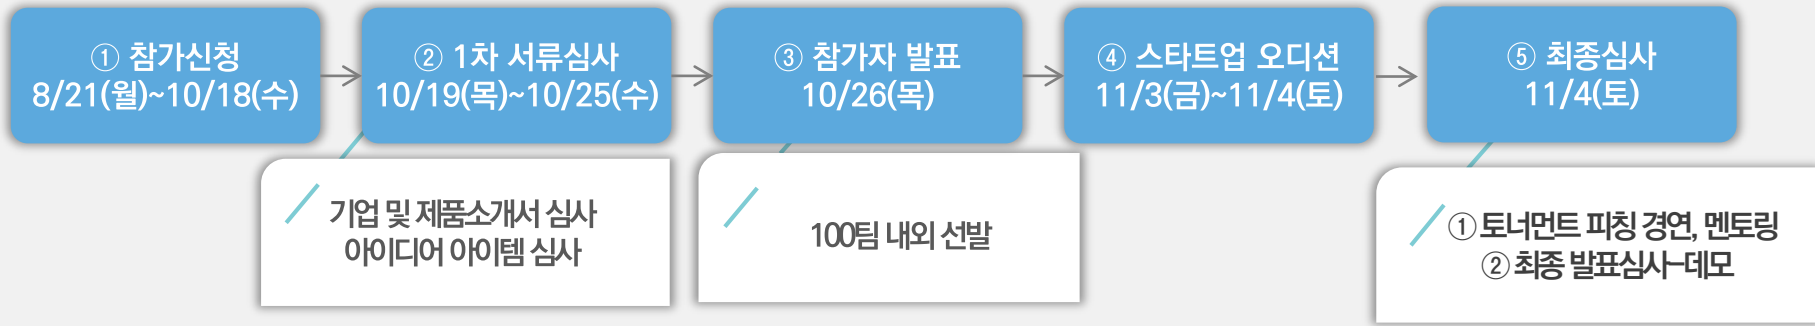 ① 참가신청
8/21(월)~10/18(수)
② 1차 서류심사
10/19(목)~10/25(수)
③ 참가자 발표
10/26(목)
④ 스타트업 오디션
11/3(금)~11/4(토)
⑤ 최종심사
11/4(토)
기업 및 제품소개서 심사
아이디어 아이템 심사
100팀 내외 선발
① 토너먼트 피칭 경연, 멘토링
② 최종 발표심사-데모